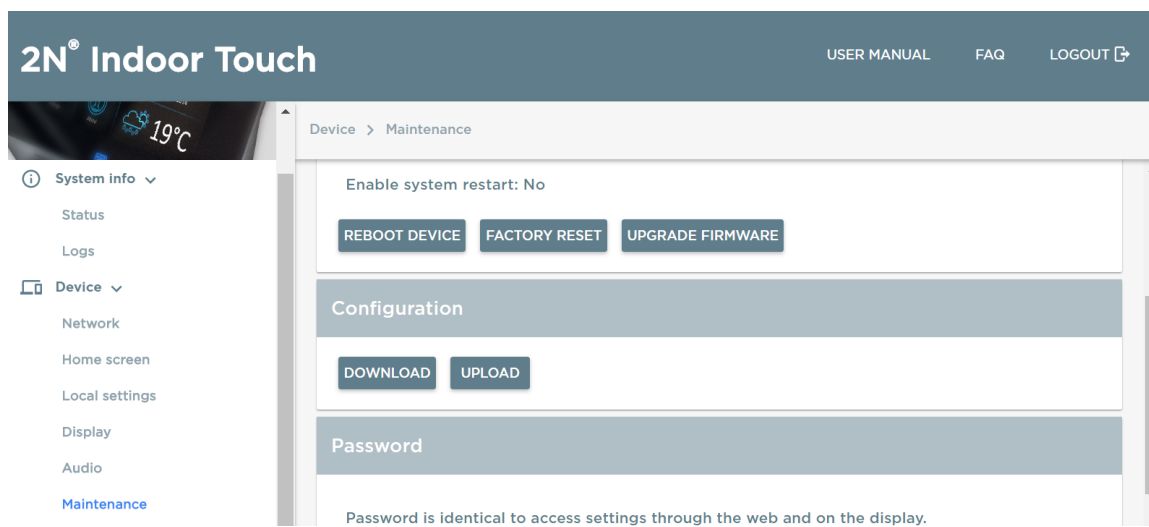 2N® Indoor Touch
USER MANUAL
FAQ
LOGOUT
19°C
Device > Maintenance
System info
Status
Logs
Device
Network
Home screen
Local settings
Display
Audio
Maintenance
Enable system restart: No
REBOOT DEVICE
FACTORY RESET
UPGRADE FIRMWARE
Configuration
DOWNLOAD
UPLOAD
Password
Password is identical to access settings through the web and on the display.